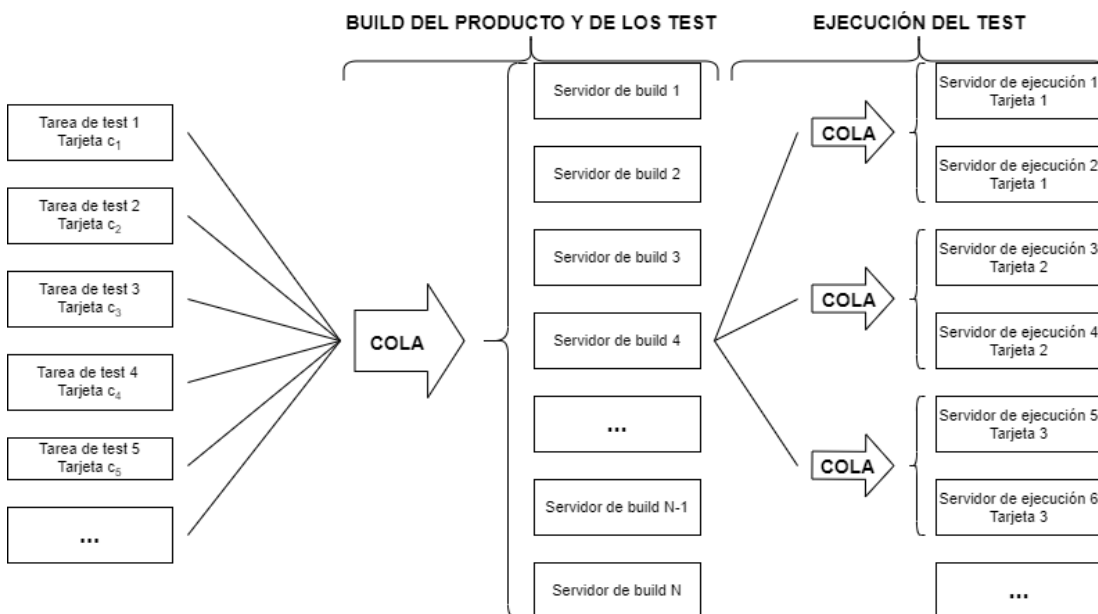 BUILD DEL PRODUCTO Y DE LOS TEST
EJECUCIÓN DEL TEST
Tarea de test 1
Tarjeta c₁
Tarea de test 2
Tarjeta c₂
Tarea de test 3
Tarjeta c₃
Tarea de test 4
Tarjeta c₄
Tarea de test 5
Tarjeta c₅
...
COLA
Servidor de build 1
Servidor de build 2
Servidor de build 3
Servidor de build 4
...
Servidor de build N-1
Servidor de build N
COLA
COLA
COLA
Servidor de ejecución 1
Tarjeta 1
Servidor de ejecución 2
Tarjeta 1
Servidor de ejecución 3
Tarjeta 2
Servidor de ejecución 4
Tarjeta 2
Servidor de ejecución 5
Tarjeta 3
Servidor de ejecución 6
Tarjeta 3
...